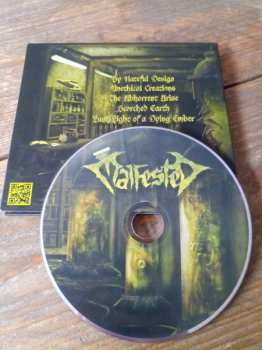 By Hateful Design
Unethical Creations
The Abhorrent Arise
Scorched Earth
Last Light of a Dying Ember
Malfested